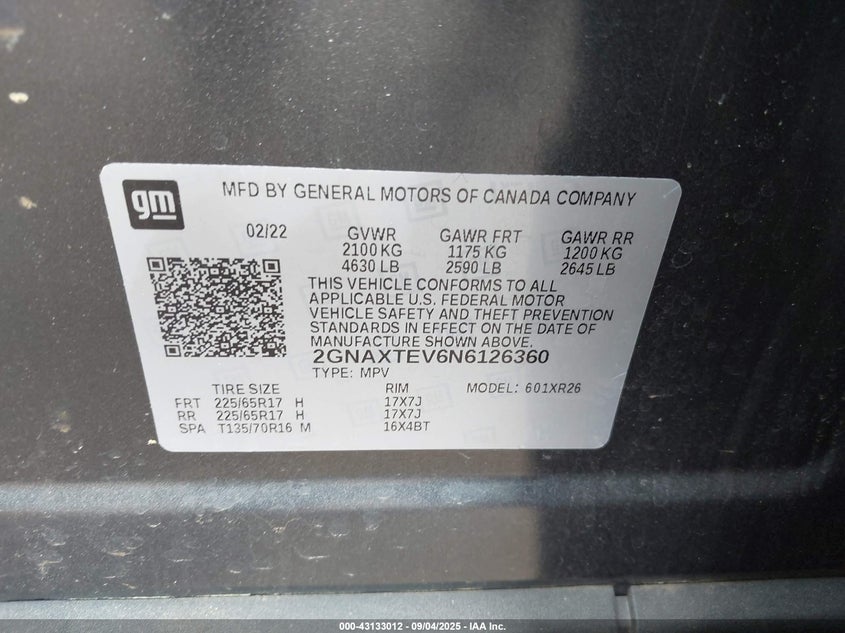 gm
MFD BY GENERAL MOTORS OF CANADA COMPANY
02/22 GVWR GAWR FRT GAWR RR
2100 KG 1175 KG 1200 KG
4630 LB 2590 LB 2645 LB
THIS VEHICLE CONFORMS TO ALL
APPLICABLE U.S. FEDERAL MOTOR
VEHICLE SAFETY AND THEFT PREVENTION
STANDARDS IN EFFECT ON THE DATE OF
MANUFACTURE SHOWN ABOVE.
2GNAXTEV6N6126360
TYPE: MPV
TIRE SIZE RIM MODEL: 601XR26
FRT 225/65R17 H 17X7J
RR 225/65R17 H 17X7J
SPA T135/70R16 M 16X4BT
000-43133012 - 09/04/2025 - IAA Inc.